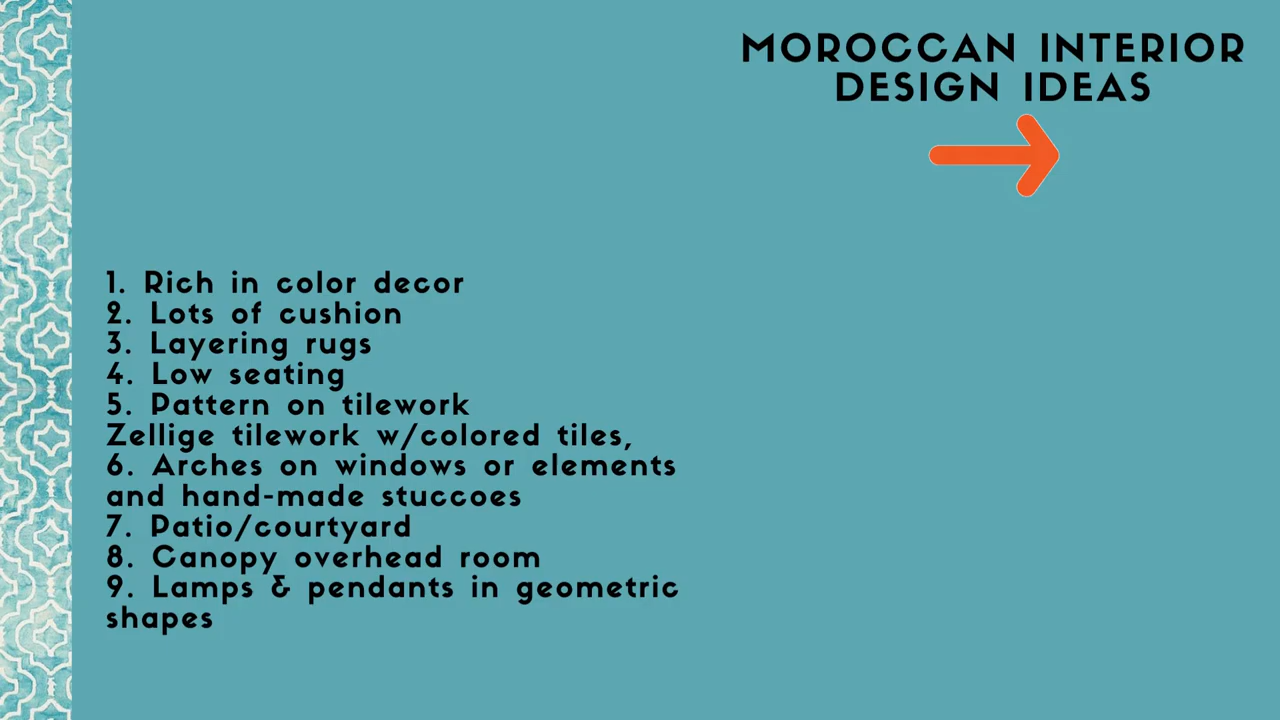 MOROCCAN INTERIOR
DESIGN IDEAS
1. Rich in color decor
2. Lots of cushion
3. Layering rugs
4. Low seating
5. Pattern on tilework
Zellige tilework w/colored tiles,
6. Arches on windows or elements
and hand-made stuccoes
7. Patio/courtyard
8. Canopy overhead room
9. Lamps & pendants in geometric
shapes